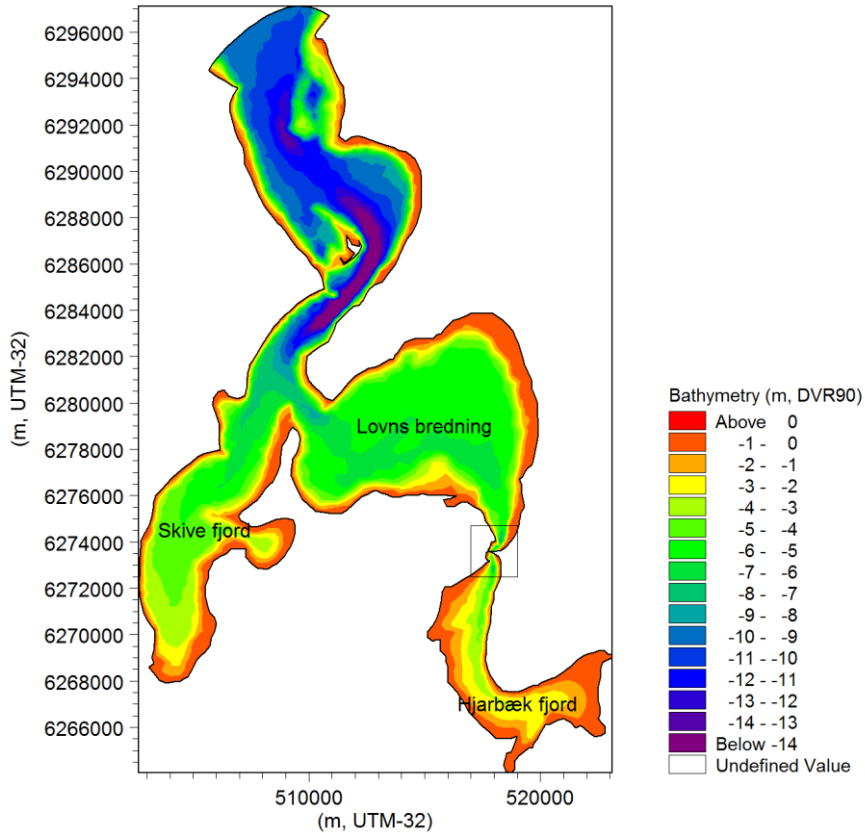 6296000
6294000
6292000
6290000
6288000
6286000
6284000
6282000
6280000
6278000
6276000
6274000
6272000
6270000
6268000
6266000
(m, UTM-32)
Lovns bredning
Skive fjord
Hjarbæk fjord
510000
520000
(m, UTM-32)
Bathymetry (m, DVR90)
Above 0
-1 - 0
-2 - -1
-3 - -2
-4 - -3
-5 - -4
-6 - -5
-7 - -6
-8 - -7
-9 - -8
-10 - -9
-11 - -10
-12 - -11
-13 - -12
-14 - -13
Below -14
Undefined Value